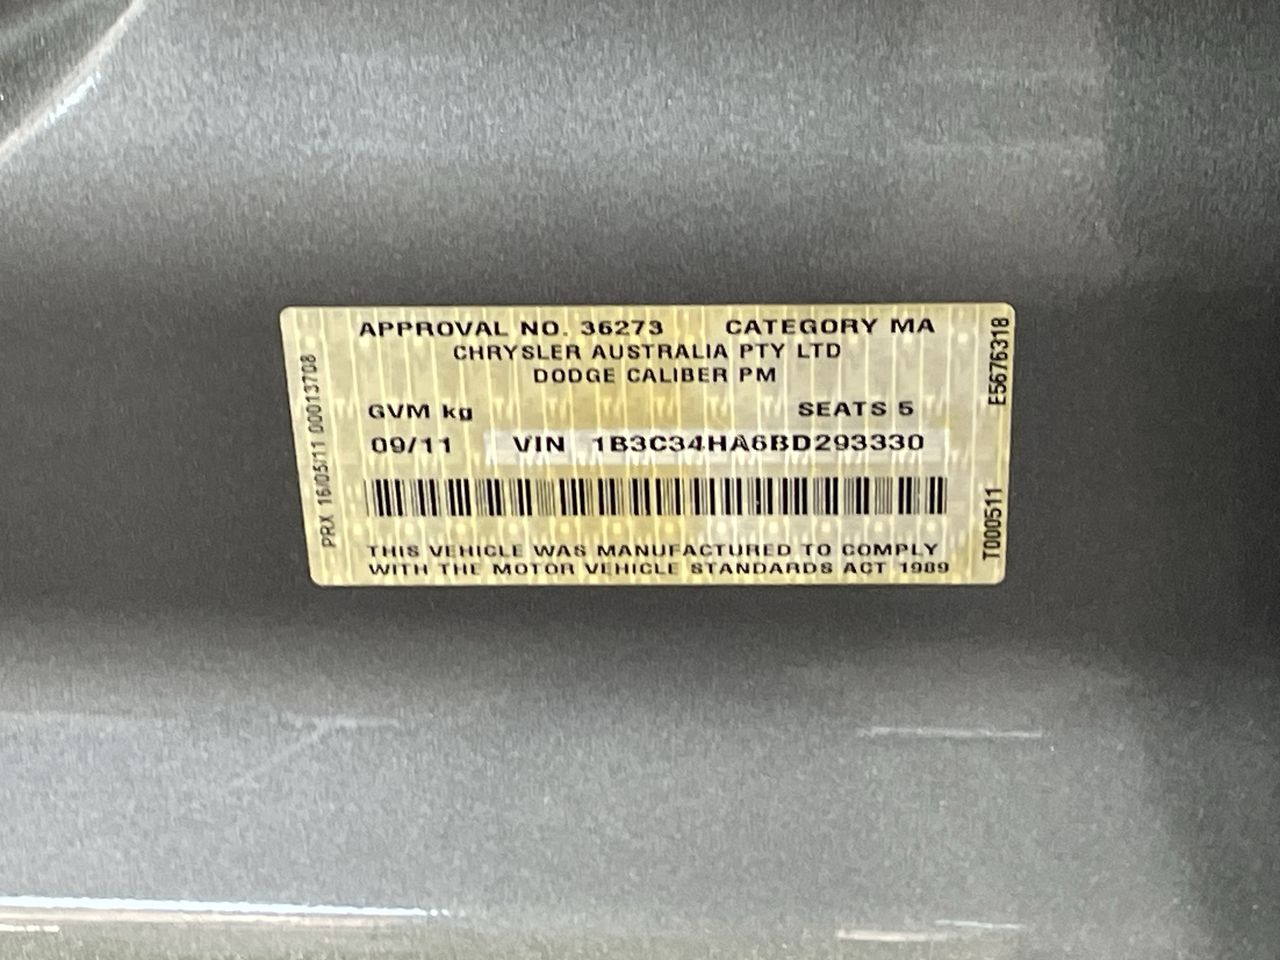 APPROVAL NO. 36273 CATEGORY MA
CHRYSLER AUSTRALIA PTY LTD
DODGE CALIBER PM
GVM kg SEATS 5
09/11 VIN 1B3C34HA6BD293330
THIS VEHICLE WAS MANUFACTURED TO COMPLY
WITH THE MOTOR VEHICLE STANDARDS ACT 1989
PRX 16/05/11 00013708
T000511 E5676318